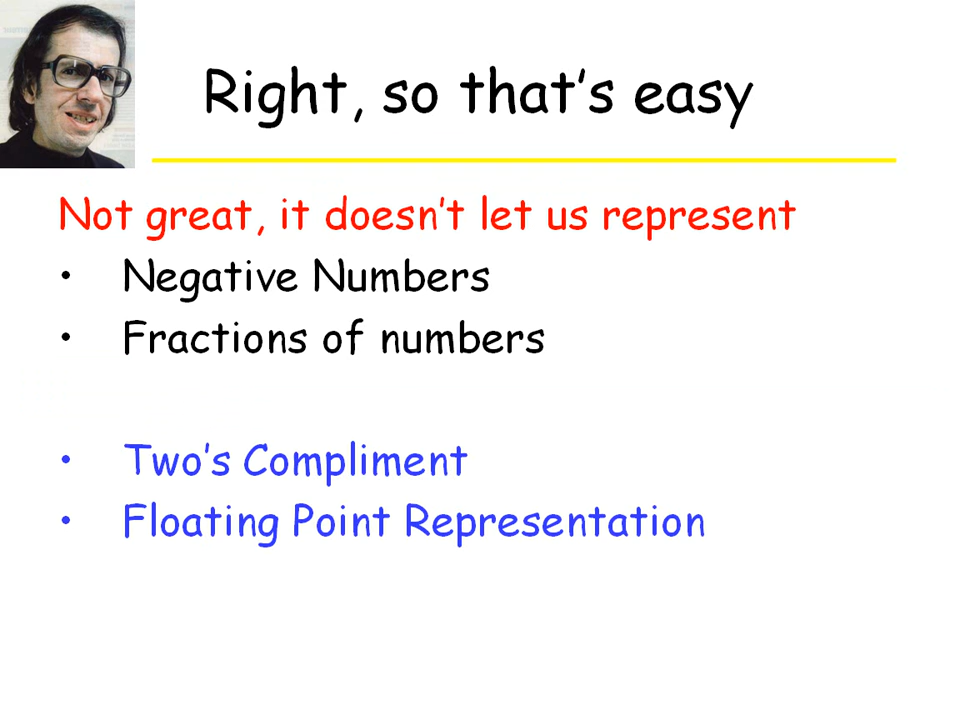 Right, so that's easy
Not great, it doesn't let us represent
• Negative Numbers
• Fractions of numbers
• Two's Compliment
• Floating Point Representation